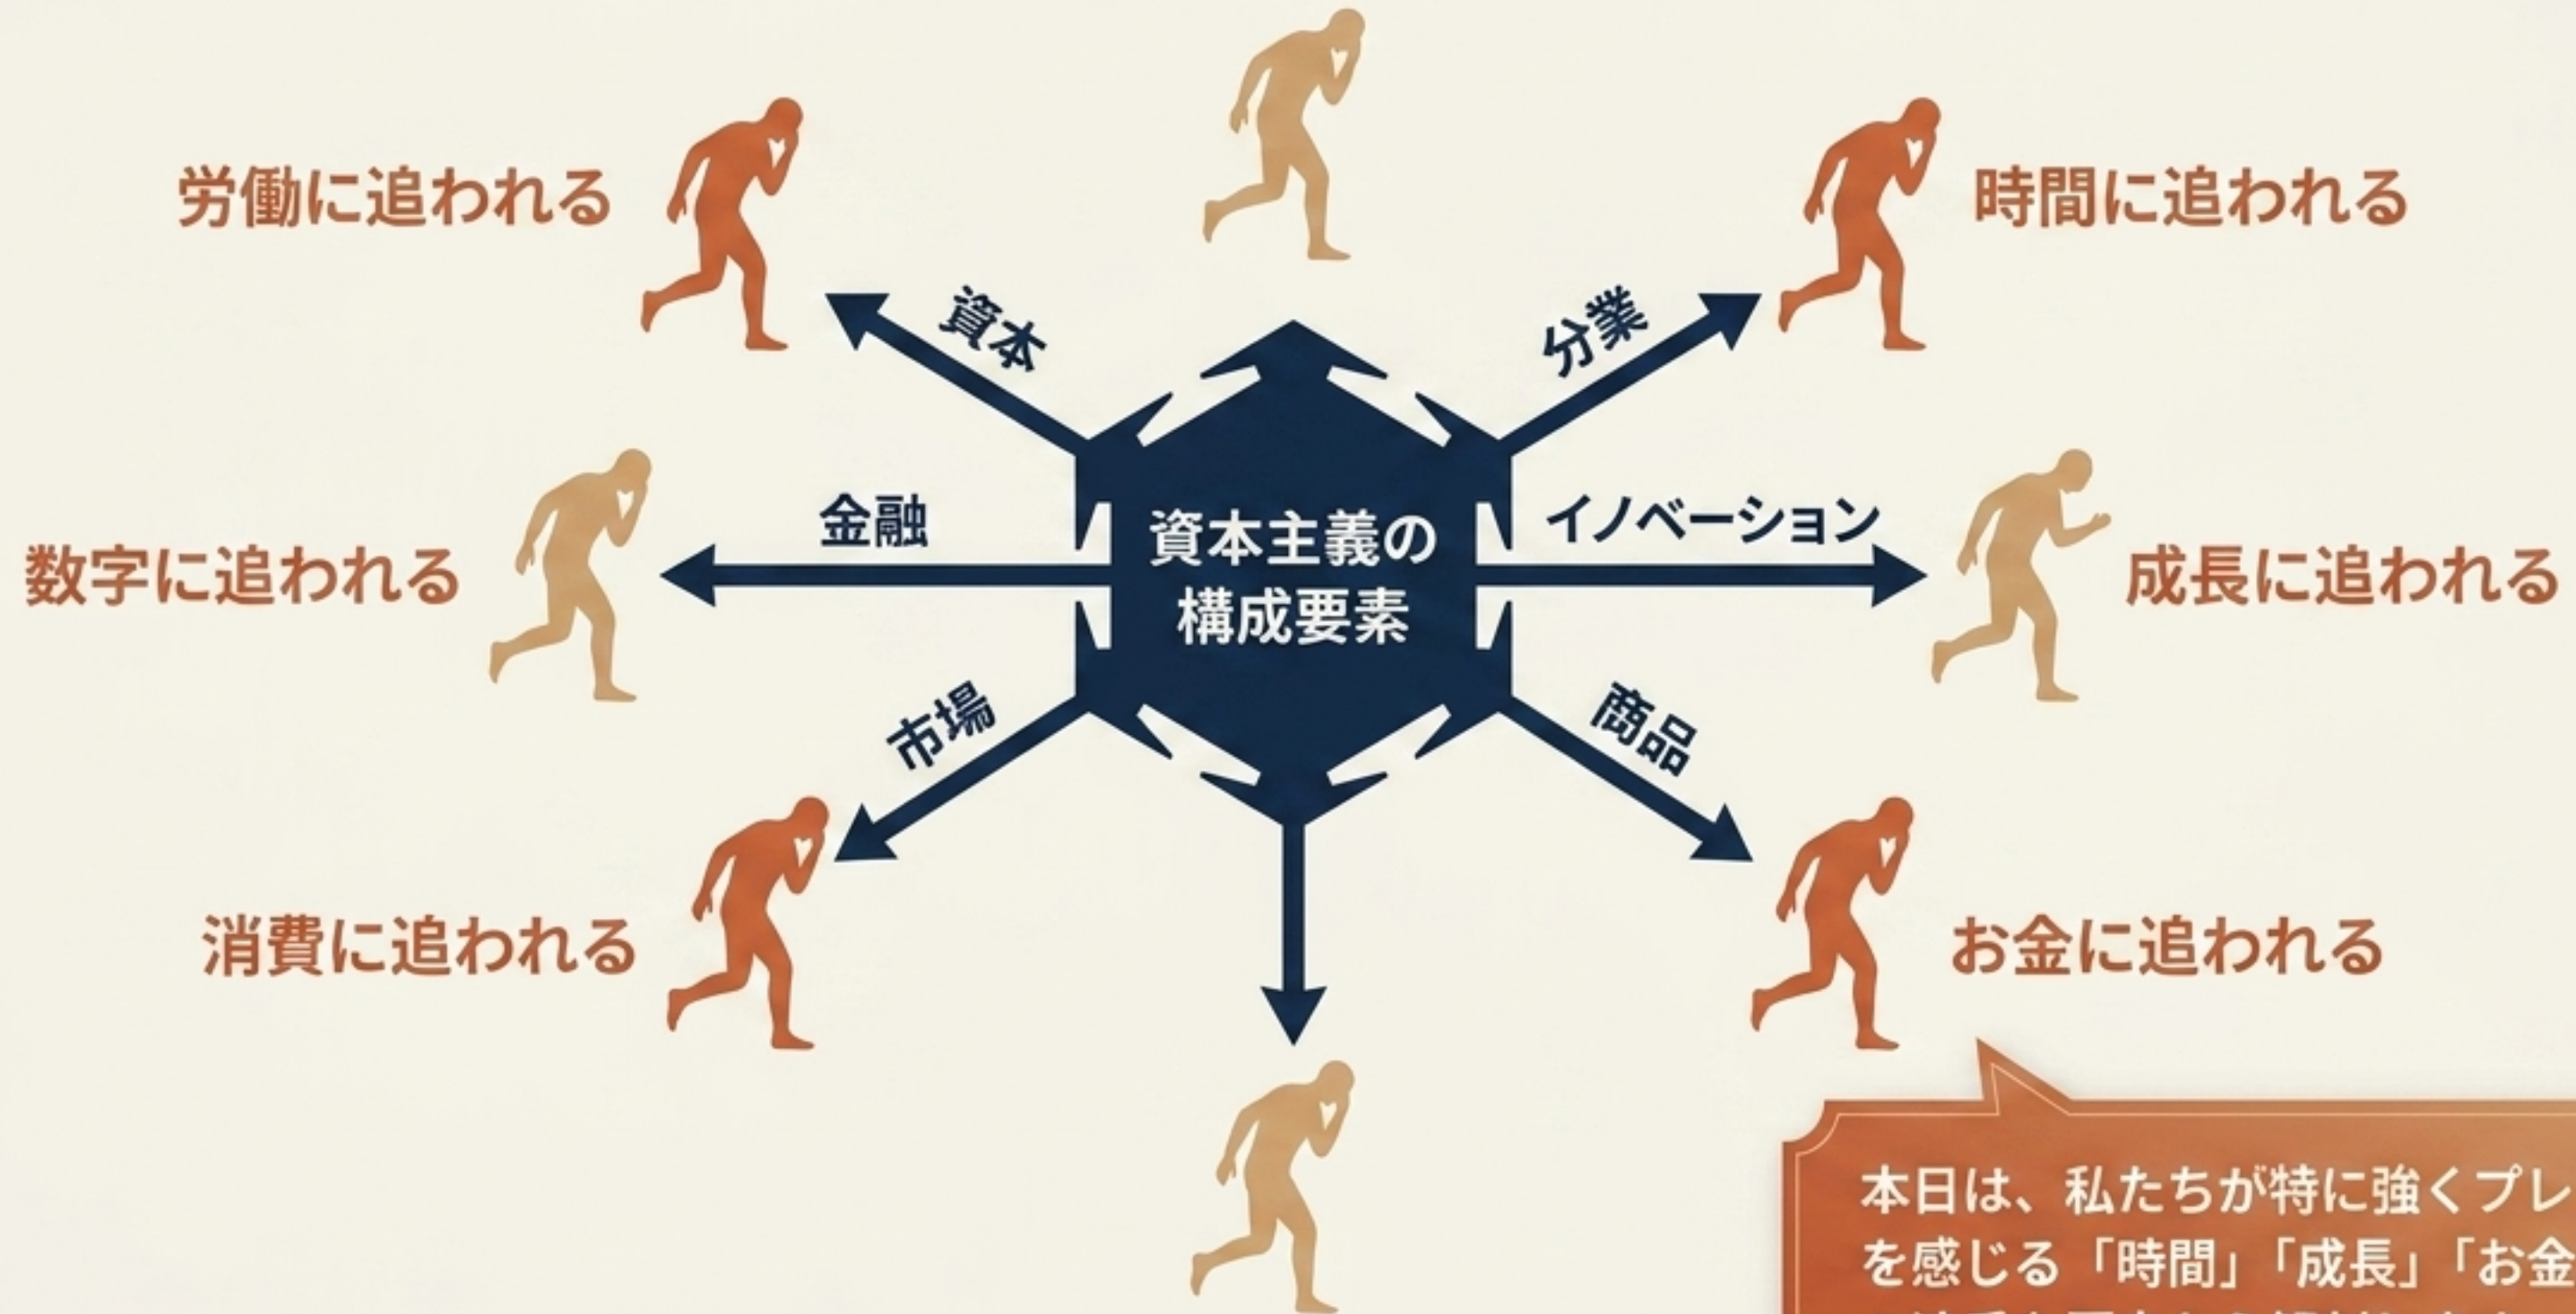 労働に追われる
時間に追われる
資本
分業
金融
イノベーション
資本主義の
構成要素
数字に追われる
成長に追われる
市場
商品
消費に追われる
お金に追われる
本日は、私たちが特に強くプレ
を感じる「時間」「成長」「お金